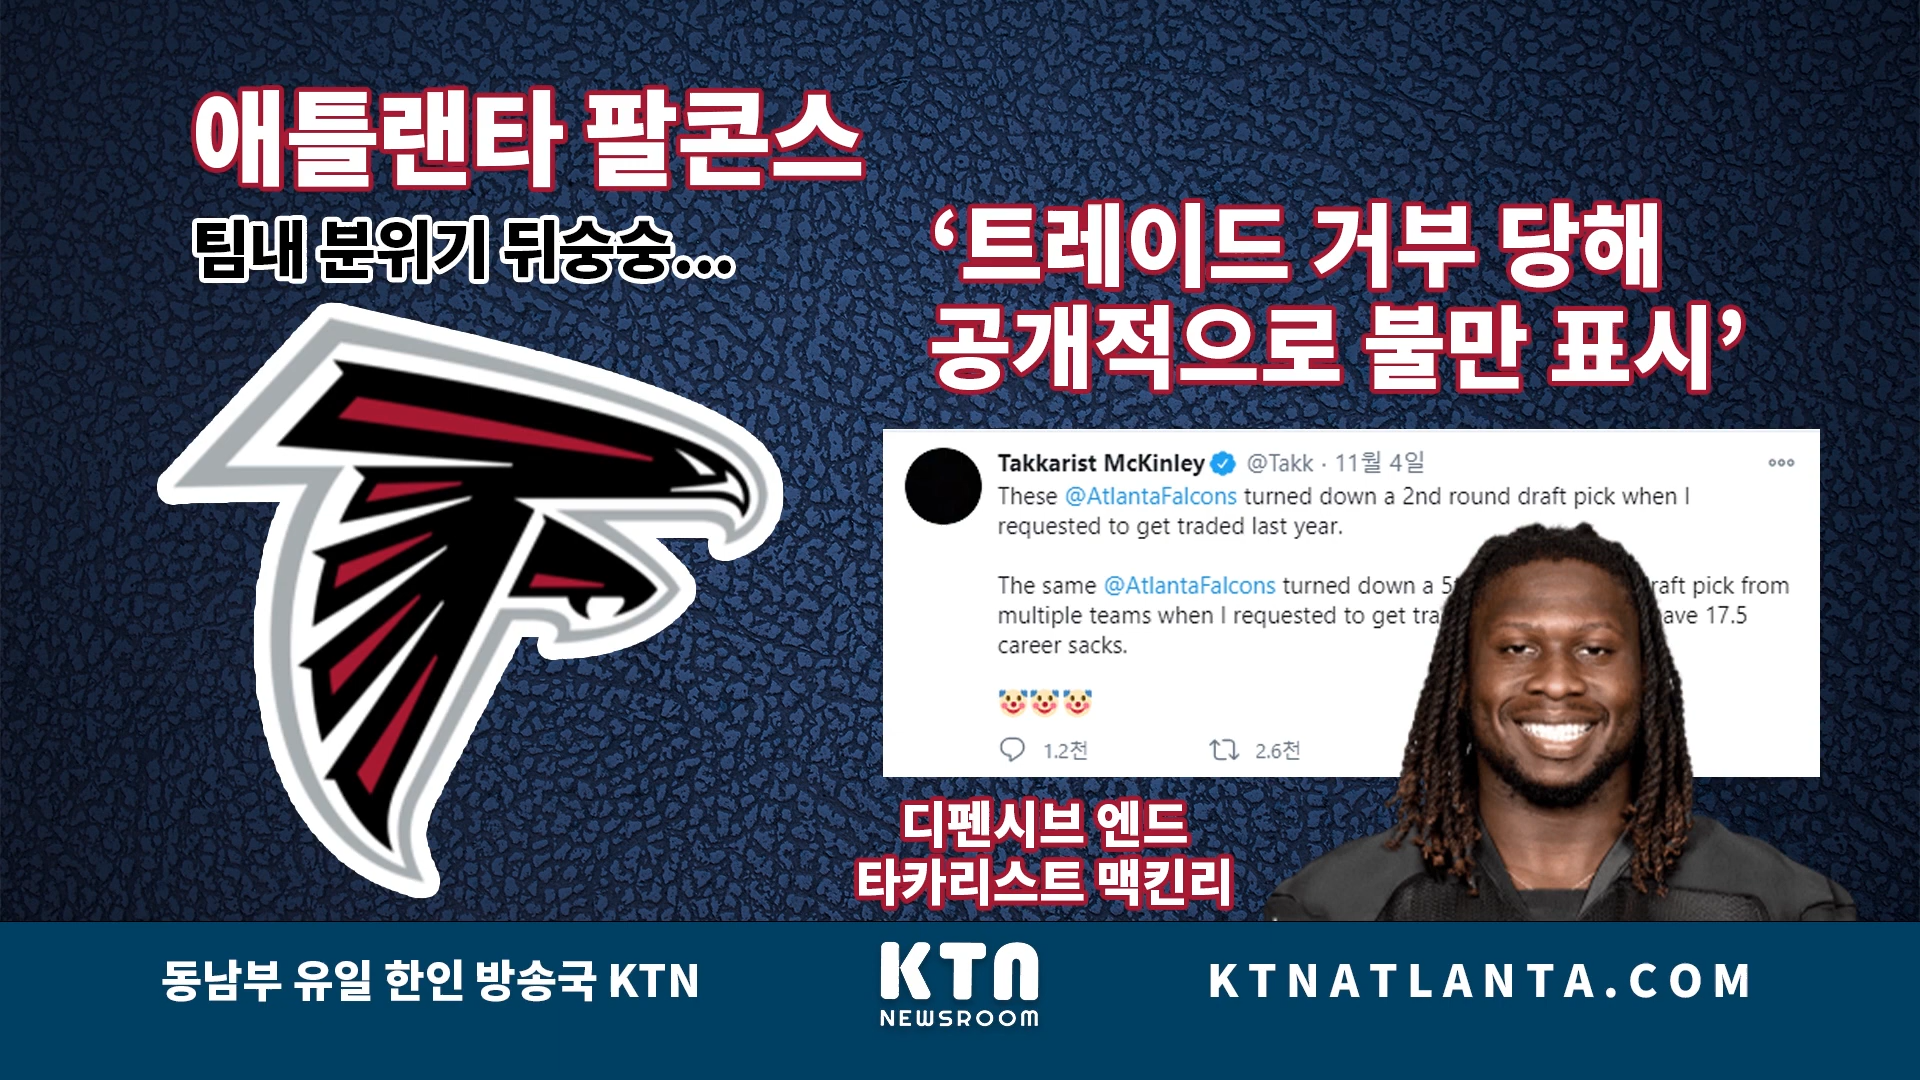 애틀랜타 팔콘스
팀내 분위기 뒤숭숭...
‘트레이드 거부 당해
공개적으로 불만 표시’
Takkarist McKinley @Takk · 11월 4일
These @AtlantaFalcons turned down a 2nd round draft pick when I
requested to get traded last year.
The same @AtlantaFalcons turned down a raft pick from
multiple teams when I requested to get 17.5
career sacks.
🤡🤡🤡
1.2천 2.6천
디펜시브 엔드
타카리스트 맥킨리
동남부 유일 한인 방송국 KTN
KTN
NEWSROOM
KTNATLANTA.COM